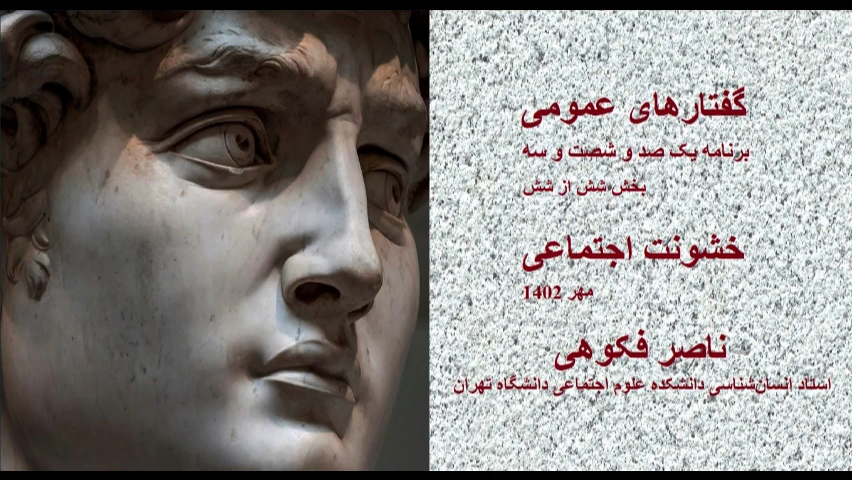 گفتارهای عمومی
برنامه یک صد و شصت و سه
بخش شش از شش
خشونت اجتماعی
مهر 1402
ناصر فکوهی
استاد انسان‌شناسی دانشکده علوم اجتماعی دانشگاه تهران